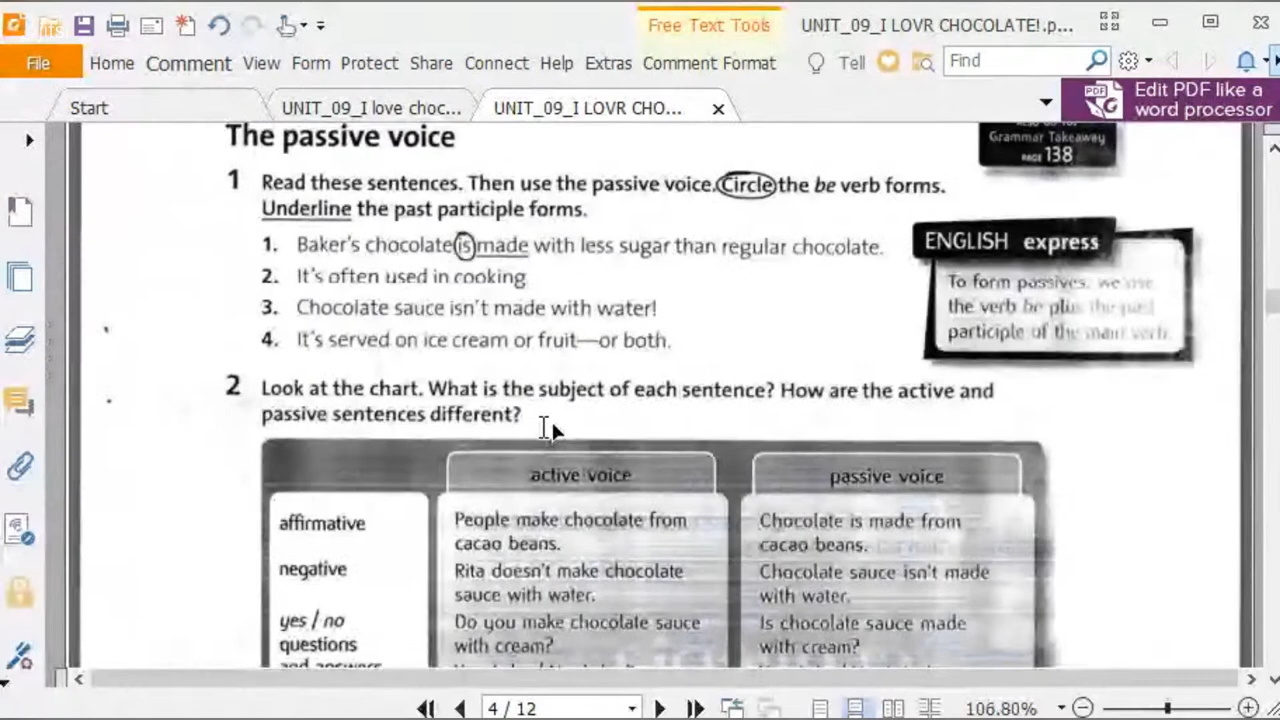 Free Text Tools
UNIT_09_I LOVR CHOCOLATE!.p...
File
Home
Comment
View
Form
Protect
Share
Connect
Help
Extras
Comment Format
Tell
Find
Start
UNIT_09_I love choc...
UNIT_09_I LOVR CHO...
Edit PDF like a
word processor
The passive voice
Grammar Takeaway
PAGE 138
1 Read these sentences. Then use the passive voice. Circle the be verb forms.
Underline the past participle forms.
1. Baker's chocolate is made with less sugar than regular chocolate.
2. It's often used in cooking
3. Chocolate sauce isn't made with water!
4. It's served on ice cream or fruit—or both.
ENGLISH express
To form passives, we use
the verb be plus the past
participle of the main verb.
2 Look at the chart. What is the subject of each sentence? How are the active and
passive sentences different?
active voice
passive voice
affirmative
People make chocolate from
cacao beans.
Chocolate is made from
cacao beans.
negative
Rita doesn't make chocolate
sauce with water.
Chocolate sauce isn't made
with water.
yes / no
questions
and answers
Do you make chocolate sauce
with cream?
Is chocolate sauce made
with cream?
4 / 12
106.80%